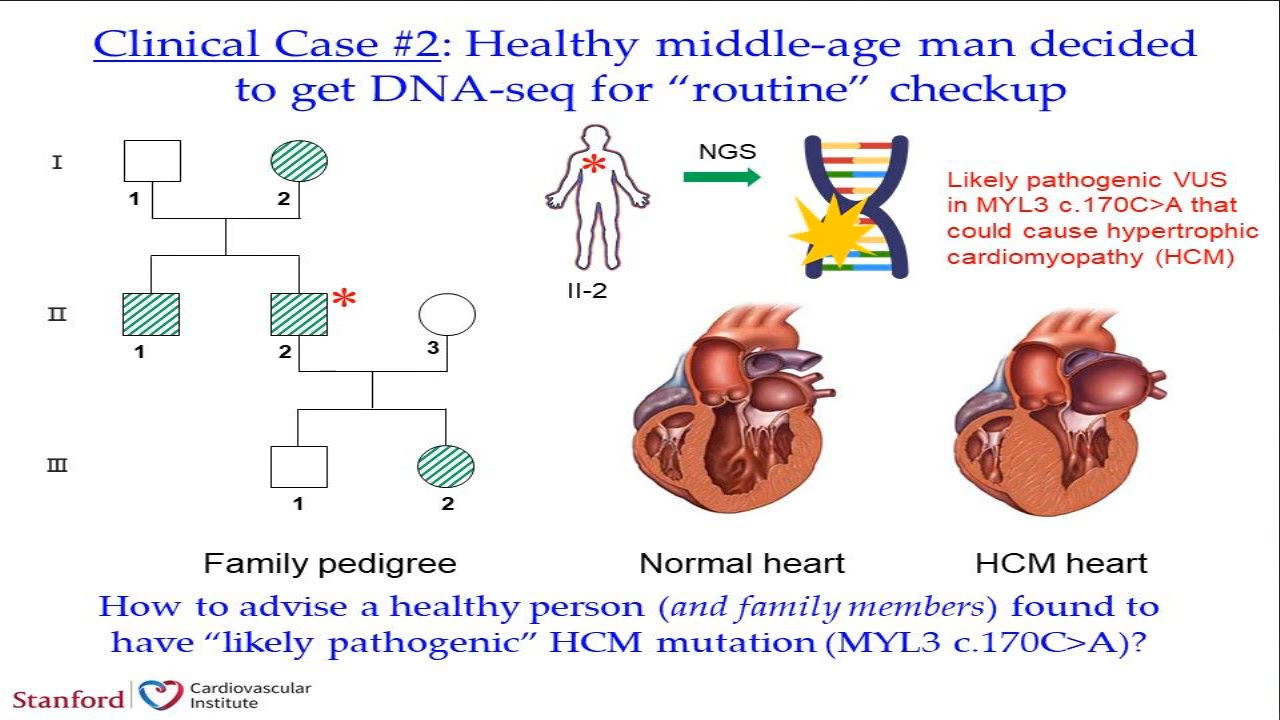 Clinical Case #2: Healthy middle-age man decided
to get DNA-seq for “routine” checkup
I
1
2
II
1
2
*
3
III
1
2
Family pedigree
*
II-2
NGS
Likely pathogenic VUS
in MYL3 c.170C>A that
could cause hypertrophic
cardiomyopathy (HCM)
Normal heart
HCM heart
How to advise a healthy person (and family members) found to
have “likely pathogenic” HCM mutation (MYL3 c.170C>A)?
Stanford
Cardiovascular
Institute